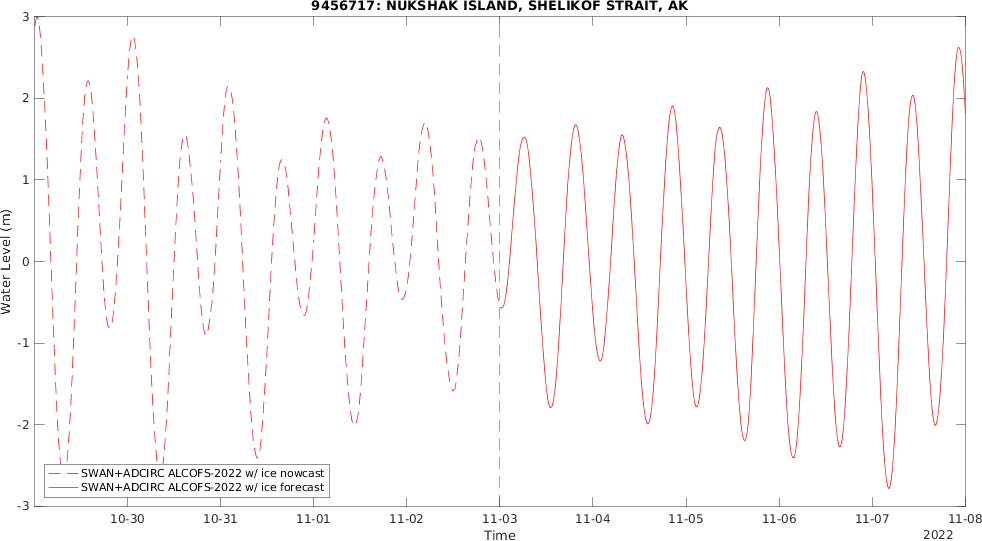 9456717: NUKSHAK ISLAND, SHELIKOF STRAIT, AK
3
2
1
0
-1
-2
-3
Water Level (m)
SWAN+ADCIRC ALCOFS-2022 w/ ice nowcast
SWAN+ADCIRC ALCOFS-2022 w/ ice forecast
10-30 10-31 11-01 11-02 11-03 11-04 11-05 11-06 11-07 11-08
Time
2022